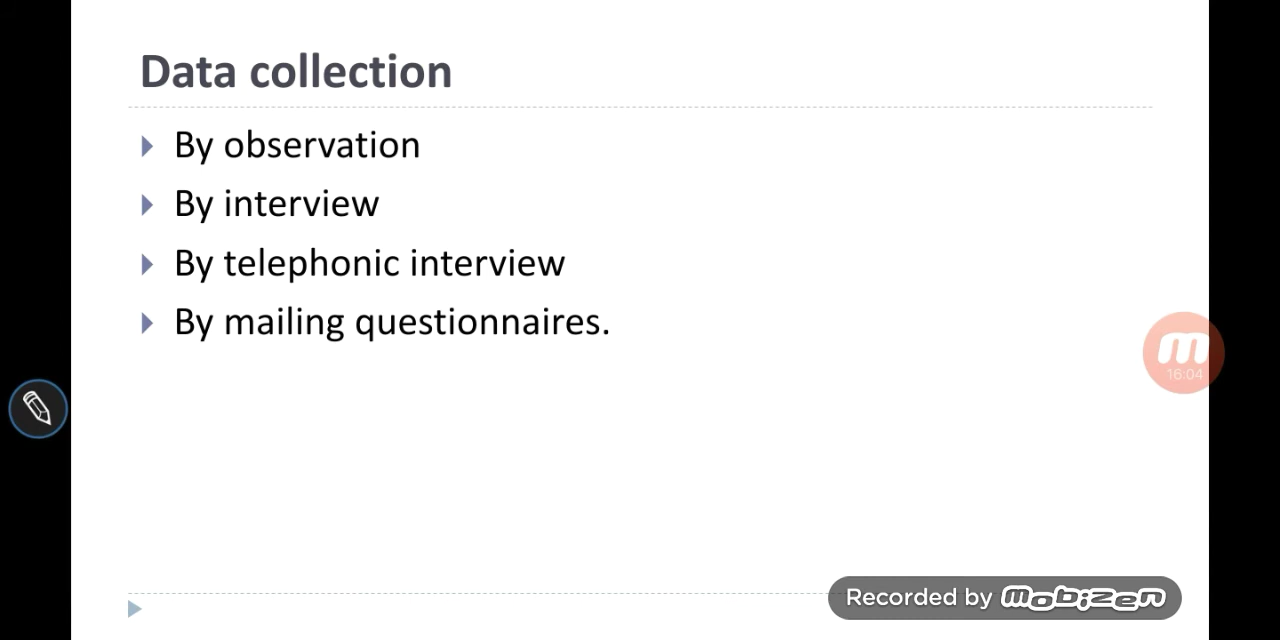 Data collection
By observation
By interview
By telephonic interview
By mailing questionnaires.
m
16:04
Recorded by mobizen